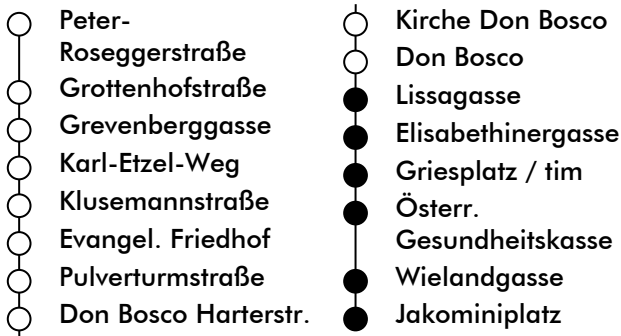 Peter-
Roseggerstraße
Grottenhofstraße
Grevenberggasse
Karl-Etzel-Weg
Klusemannstraße
Evangel. Friedhof
Pulverturmstraße
Don Bosco Harterstr.
Kirche Don Bosco
Don Bosco
Lissagasse
Elisabethinergasse
Griesplatz / tim
Österr.
Gesundheitskasse
Wielandgasse
Jakominiplatz